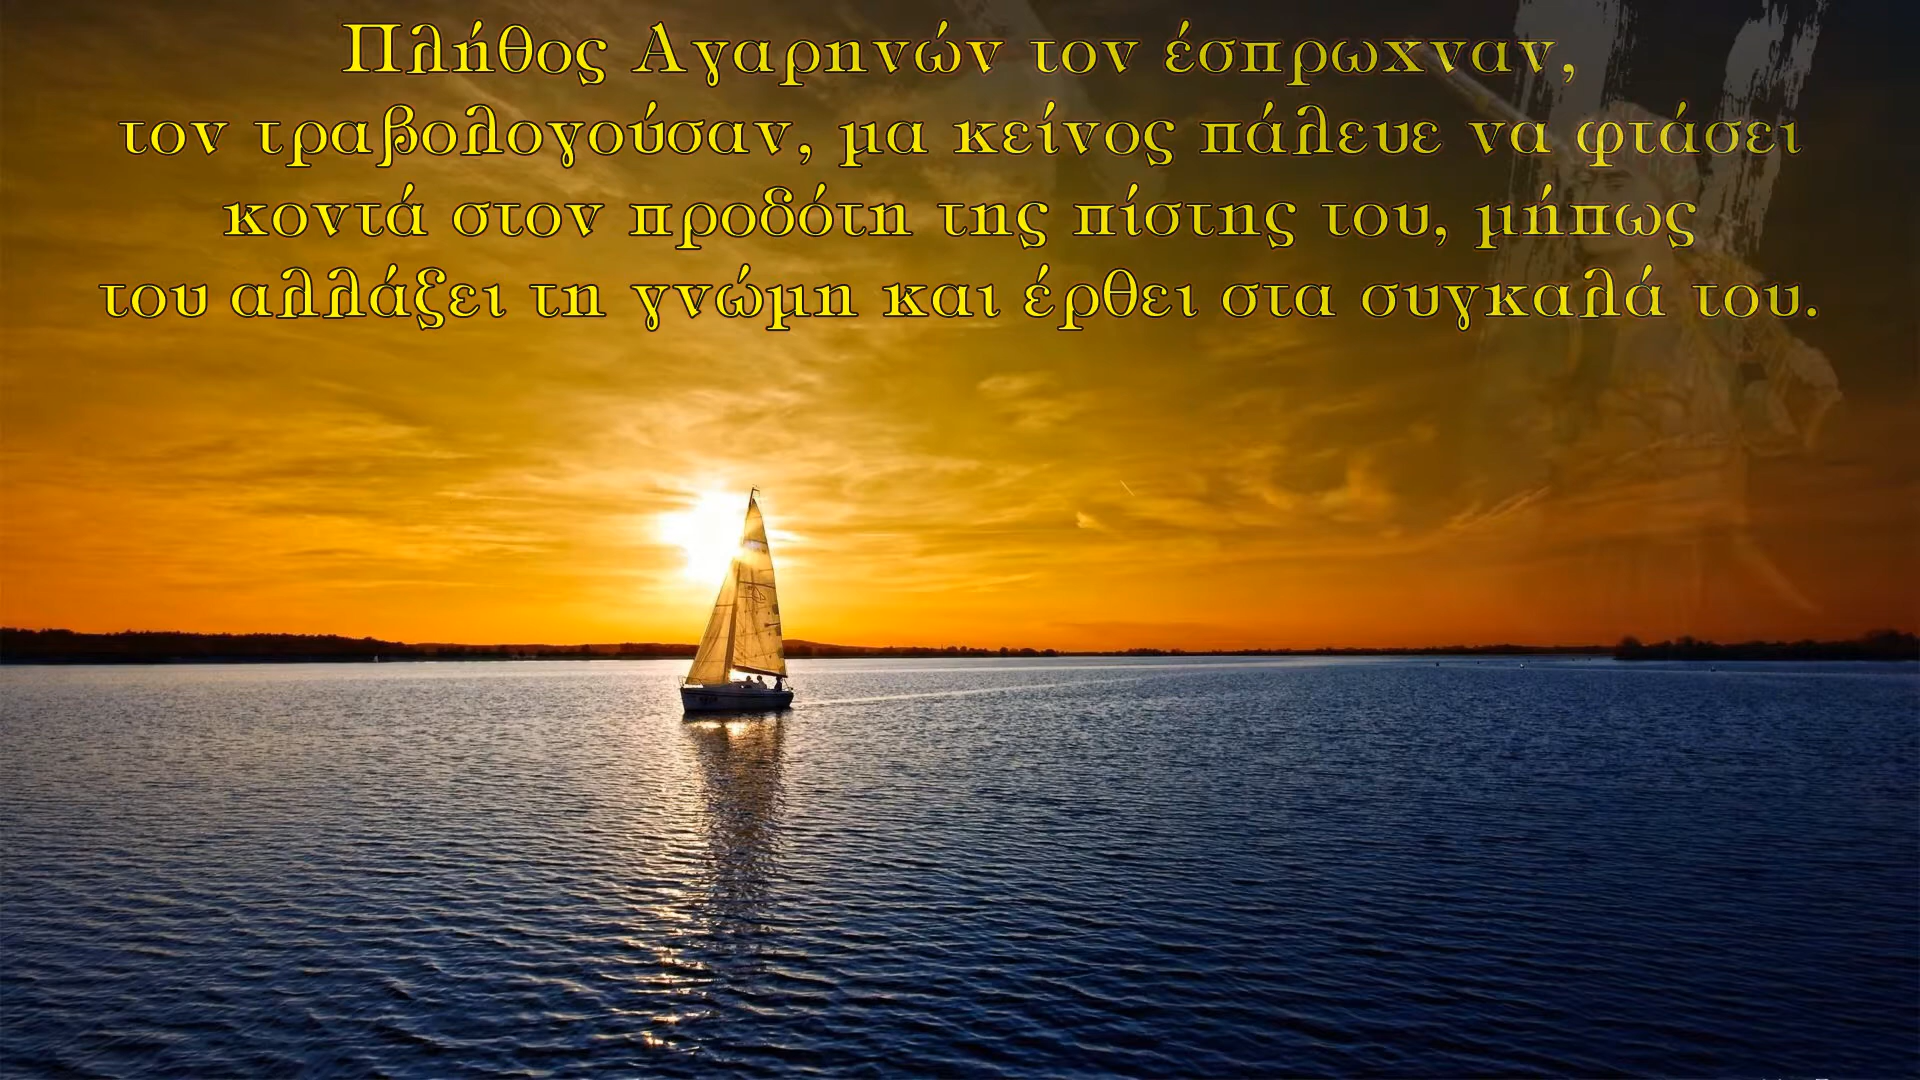 Πλήθος Αγαρηνών τον έσπρωχναν,
τον τραβολογούσαν, μα κείνος πάλευε να φτάσει
κοντά στον προδότη της πίστης του, μήπως
του αλλάξει τη γνώμη και έρθει στα συγκαλά του.